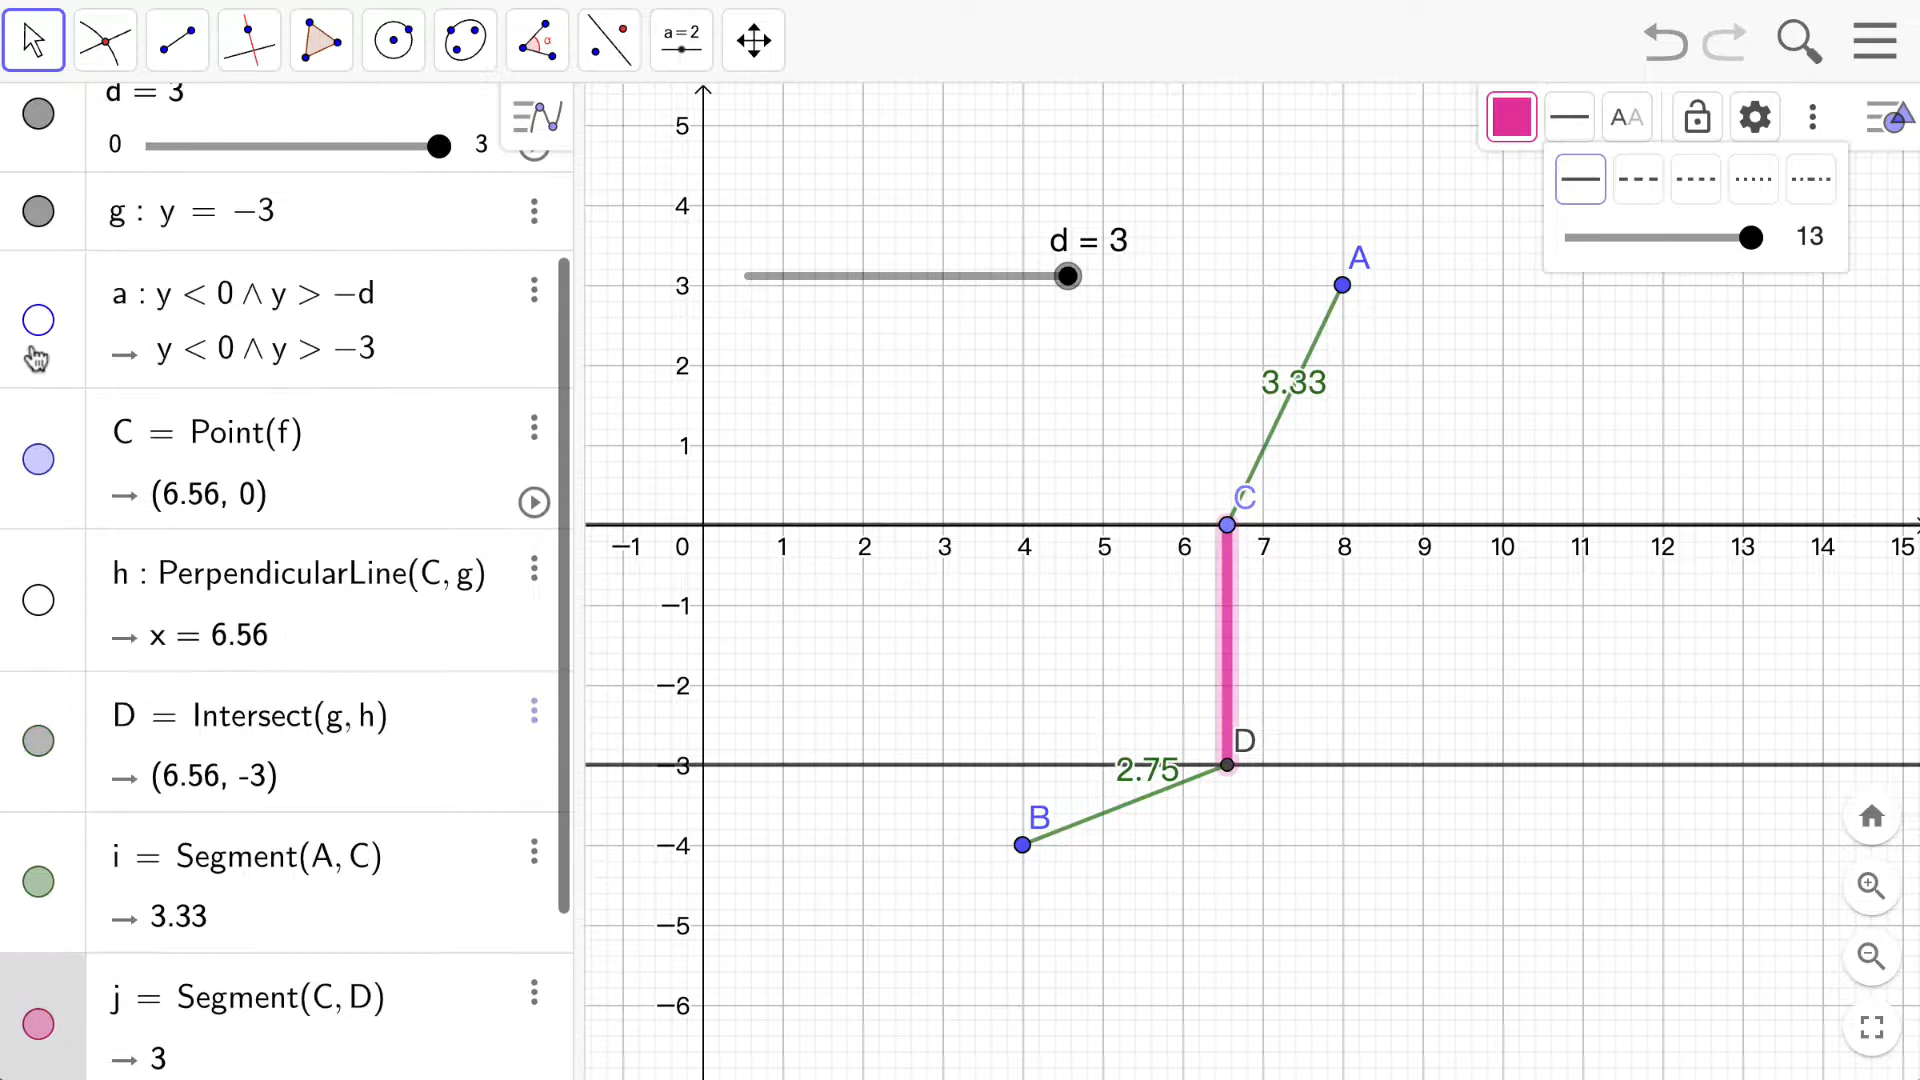 a=2
d = 3
0 3
g : y = −3
a : y < 0 ∧ y > −d
→ y < 0 ∧ y > −3
C = Point(f)
→ (6.56, 0)
h : PerpendicularLine(C, g)
→ x = 6.56
D = Intersect(g, h)
→ (6.56, -3)
i = Segment(A, C)
→ 3.33
j = Segment(C, D)
→ 3
AA
13
d = 3
A
3.33
C
D
2.75
B
5
4
3
2
1
−1 0 1 2 3 4 5 6 7 8 9 10 11 12 13 14 15
−1
−2
−3
−4
−5
−6
α